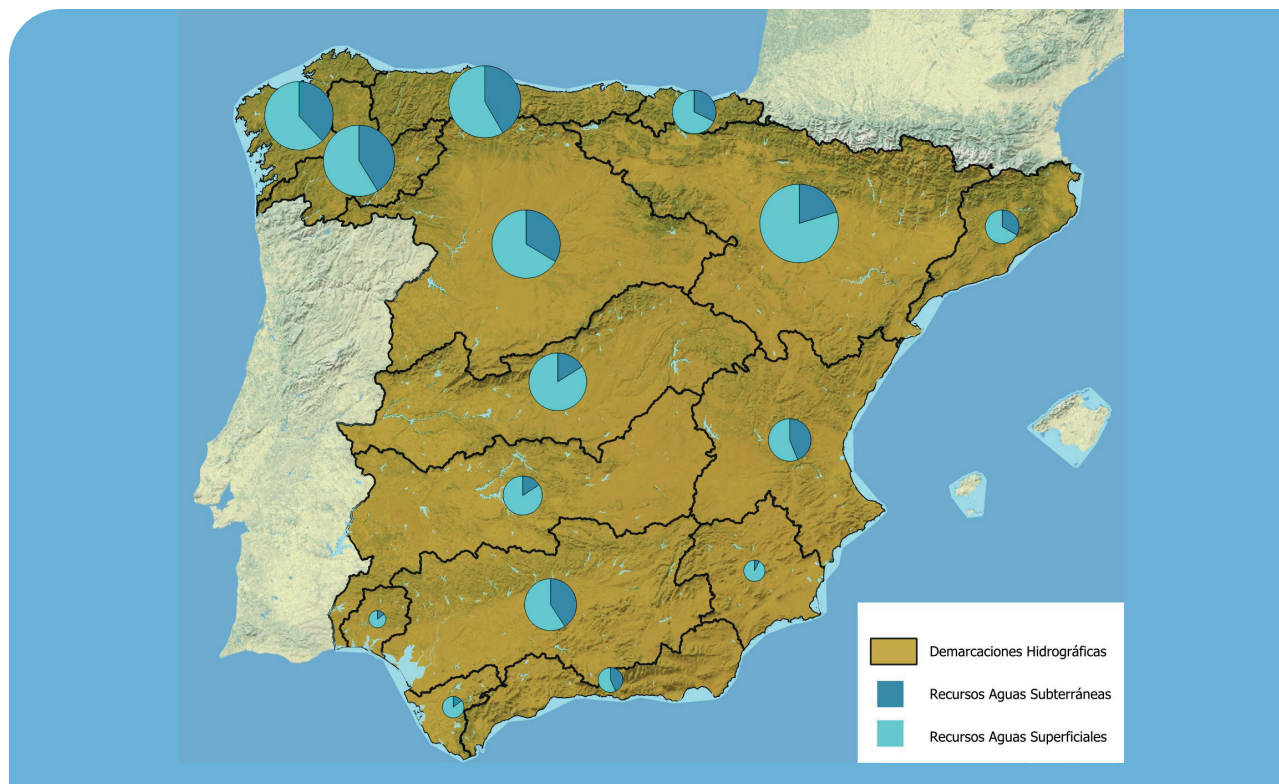 Demarcaciones Hidrográficas
Recursos Aguas Subterráneas
Recursos Aguas Superficiales